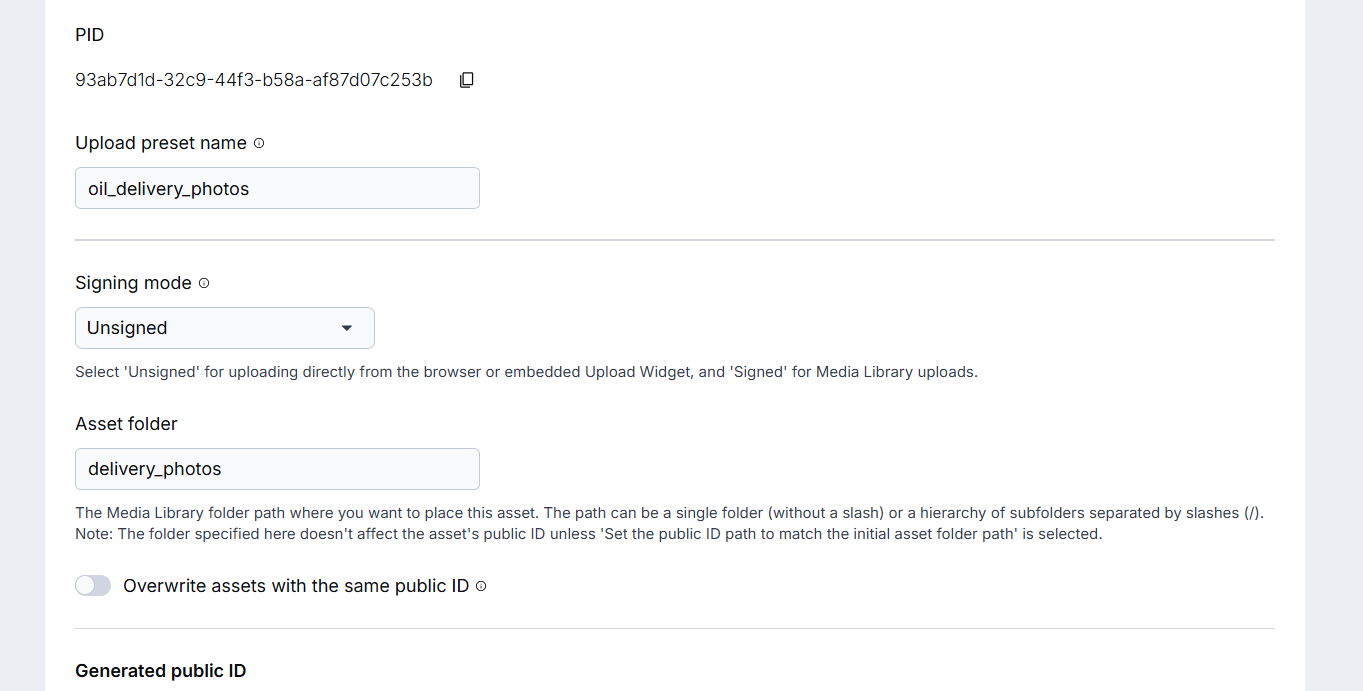 PID
93ab7d1d-32c9-44f3-b58a-af87d07c253b
Upload preset name
oil_delivery_photos
Signing mode
Unsigned
Select 'Unsigned' for uploading directly from the browser or embedded Upload Widget, and 'Signed' for Media Library uploads.
Asset folder
delivery_photos
The Media Library folder path where you want to place this asset. The path can be a single folder (without a slash) or a hierarchy of subfolders separated by slashes (/).
Note: The folder specified here doesn't affect the asset's public ID unless 'Set the public ID path to match the initial asset folder path' is selected.
Overwrite assets with the same public ID
Generated public ID